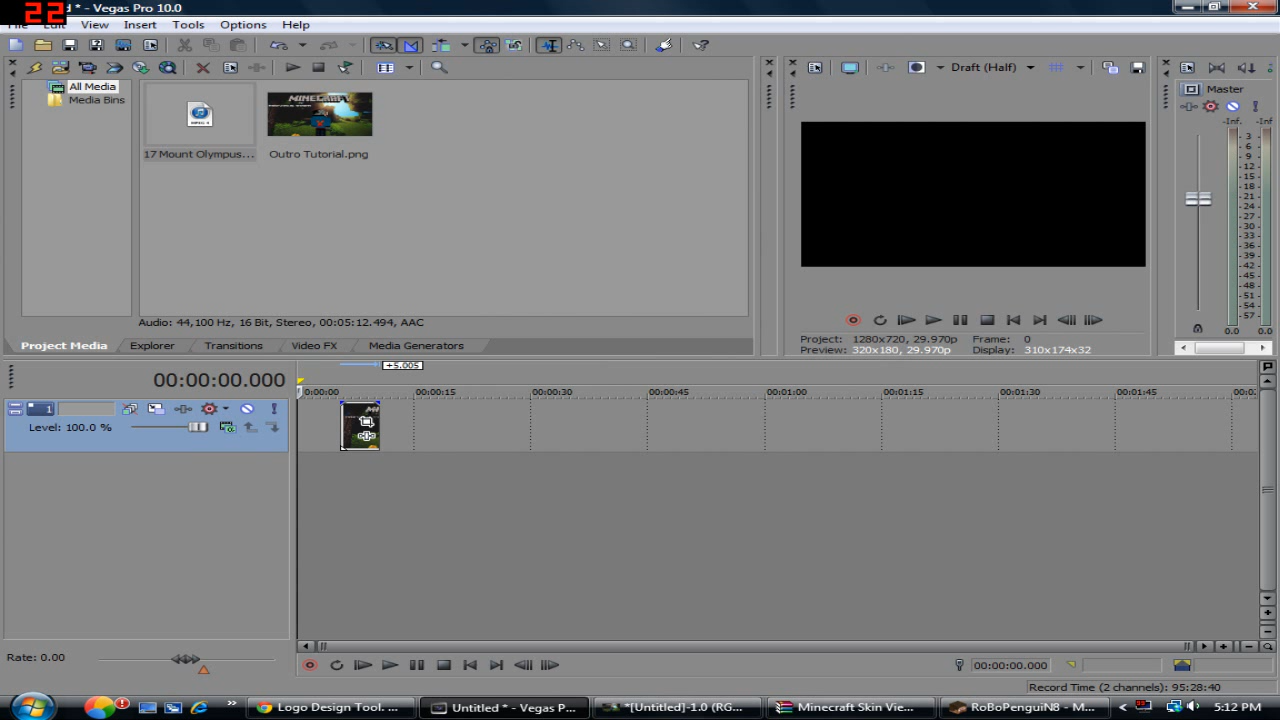 22
d * - Vegas Pro 10.0
File Edit View Insert Tools Options Help
All Media
Media Bins
17 Mount Olympus...
Outro Tutorial.png
MINECRAFT
Audio: 44,100 Hz, 16 Bit, Stereo, 00:05:12.494, AAC
Project Media Explorer Transitions Video FX Media Generators
Draft (Half)
Project: 1280x720, 29.970p Frame: 0
Preview: 320x180, 29.970p Display: 310x174x32
Master
-Inf. -Inf.
3
6
9
12
15
18
21
24
27
30
33
36
39
42
45
48
51
54
57
0.0 0.0
+5.005
00:00:00.000
0:00:00 00:00:15 00:00:30 00:00:45 00:01:00 00:01:15 00:01:30 00:01:45 00:0
1
Level: 100.0 %
Rate: 0.00
00:00:00.000
Record Time (2 channels): 95:28:40
Logo Design Tool. ... Untitled * - Vegas P... *[Untitled]-1.0 (RG... Minecraft Skin Vie... RoBoPenguiN8 - M... 5:12 PM